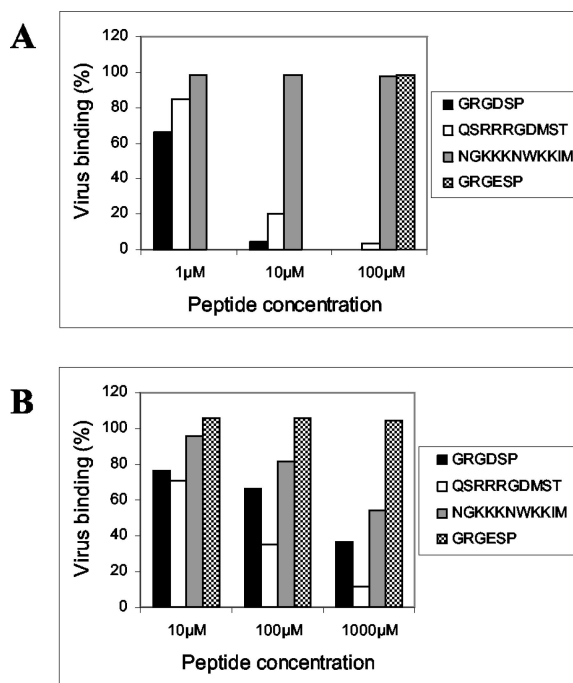 A
Virus binding (%)
120
100
80
60
40
20
0
1µM
10µM
100µM
Peptide concentration
GRGDSP
QSRRRGDMST
NGKKKNWKKIM
GRGESP
B
Virus binding (%)
120
100
80
60
40
20
0
10µM
100µM
1000µM
Peptide concentration
GRGDSP
QSRRRGDMST
NGKKKNWKKIM
GRGESP